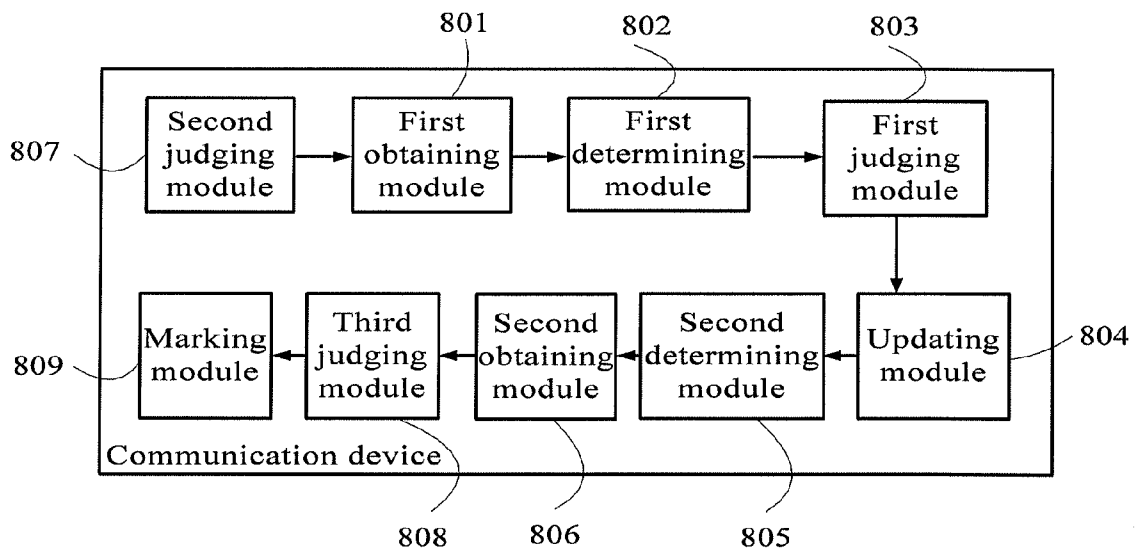 801
802
803
807
Second
judging
module
First
obtaining
module
First
determining
module
First
judging
module
Marking
module
Third
judging
module
Second
obtaining
module
Second
determining
module
Updating
module
804
809
Communication device
808
806
805